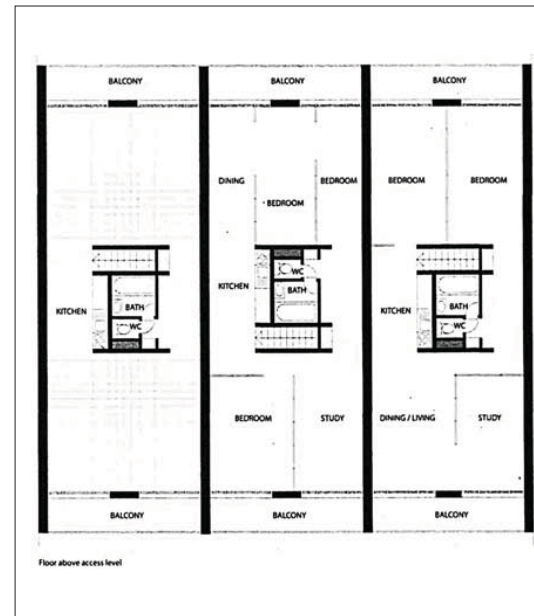 BALCONY BALCONY BALCONY
DINING BEDROOM BEDROOM BEDROOM
BEDROOM
WC
KITCHEN BATH KITCHEN BATH KITCHEN BATH
WC WC
BEDROOM STUDY DINING / LIVING STUDY
BALCONY BALCONY BALCONY
Floor above access level